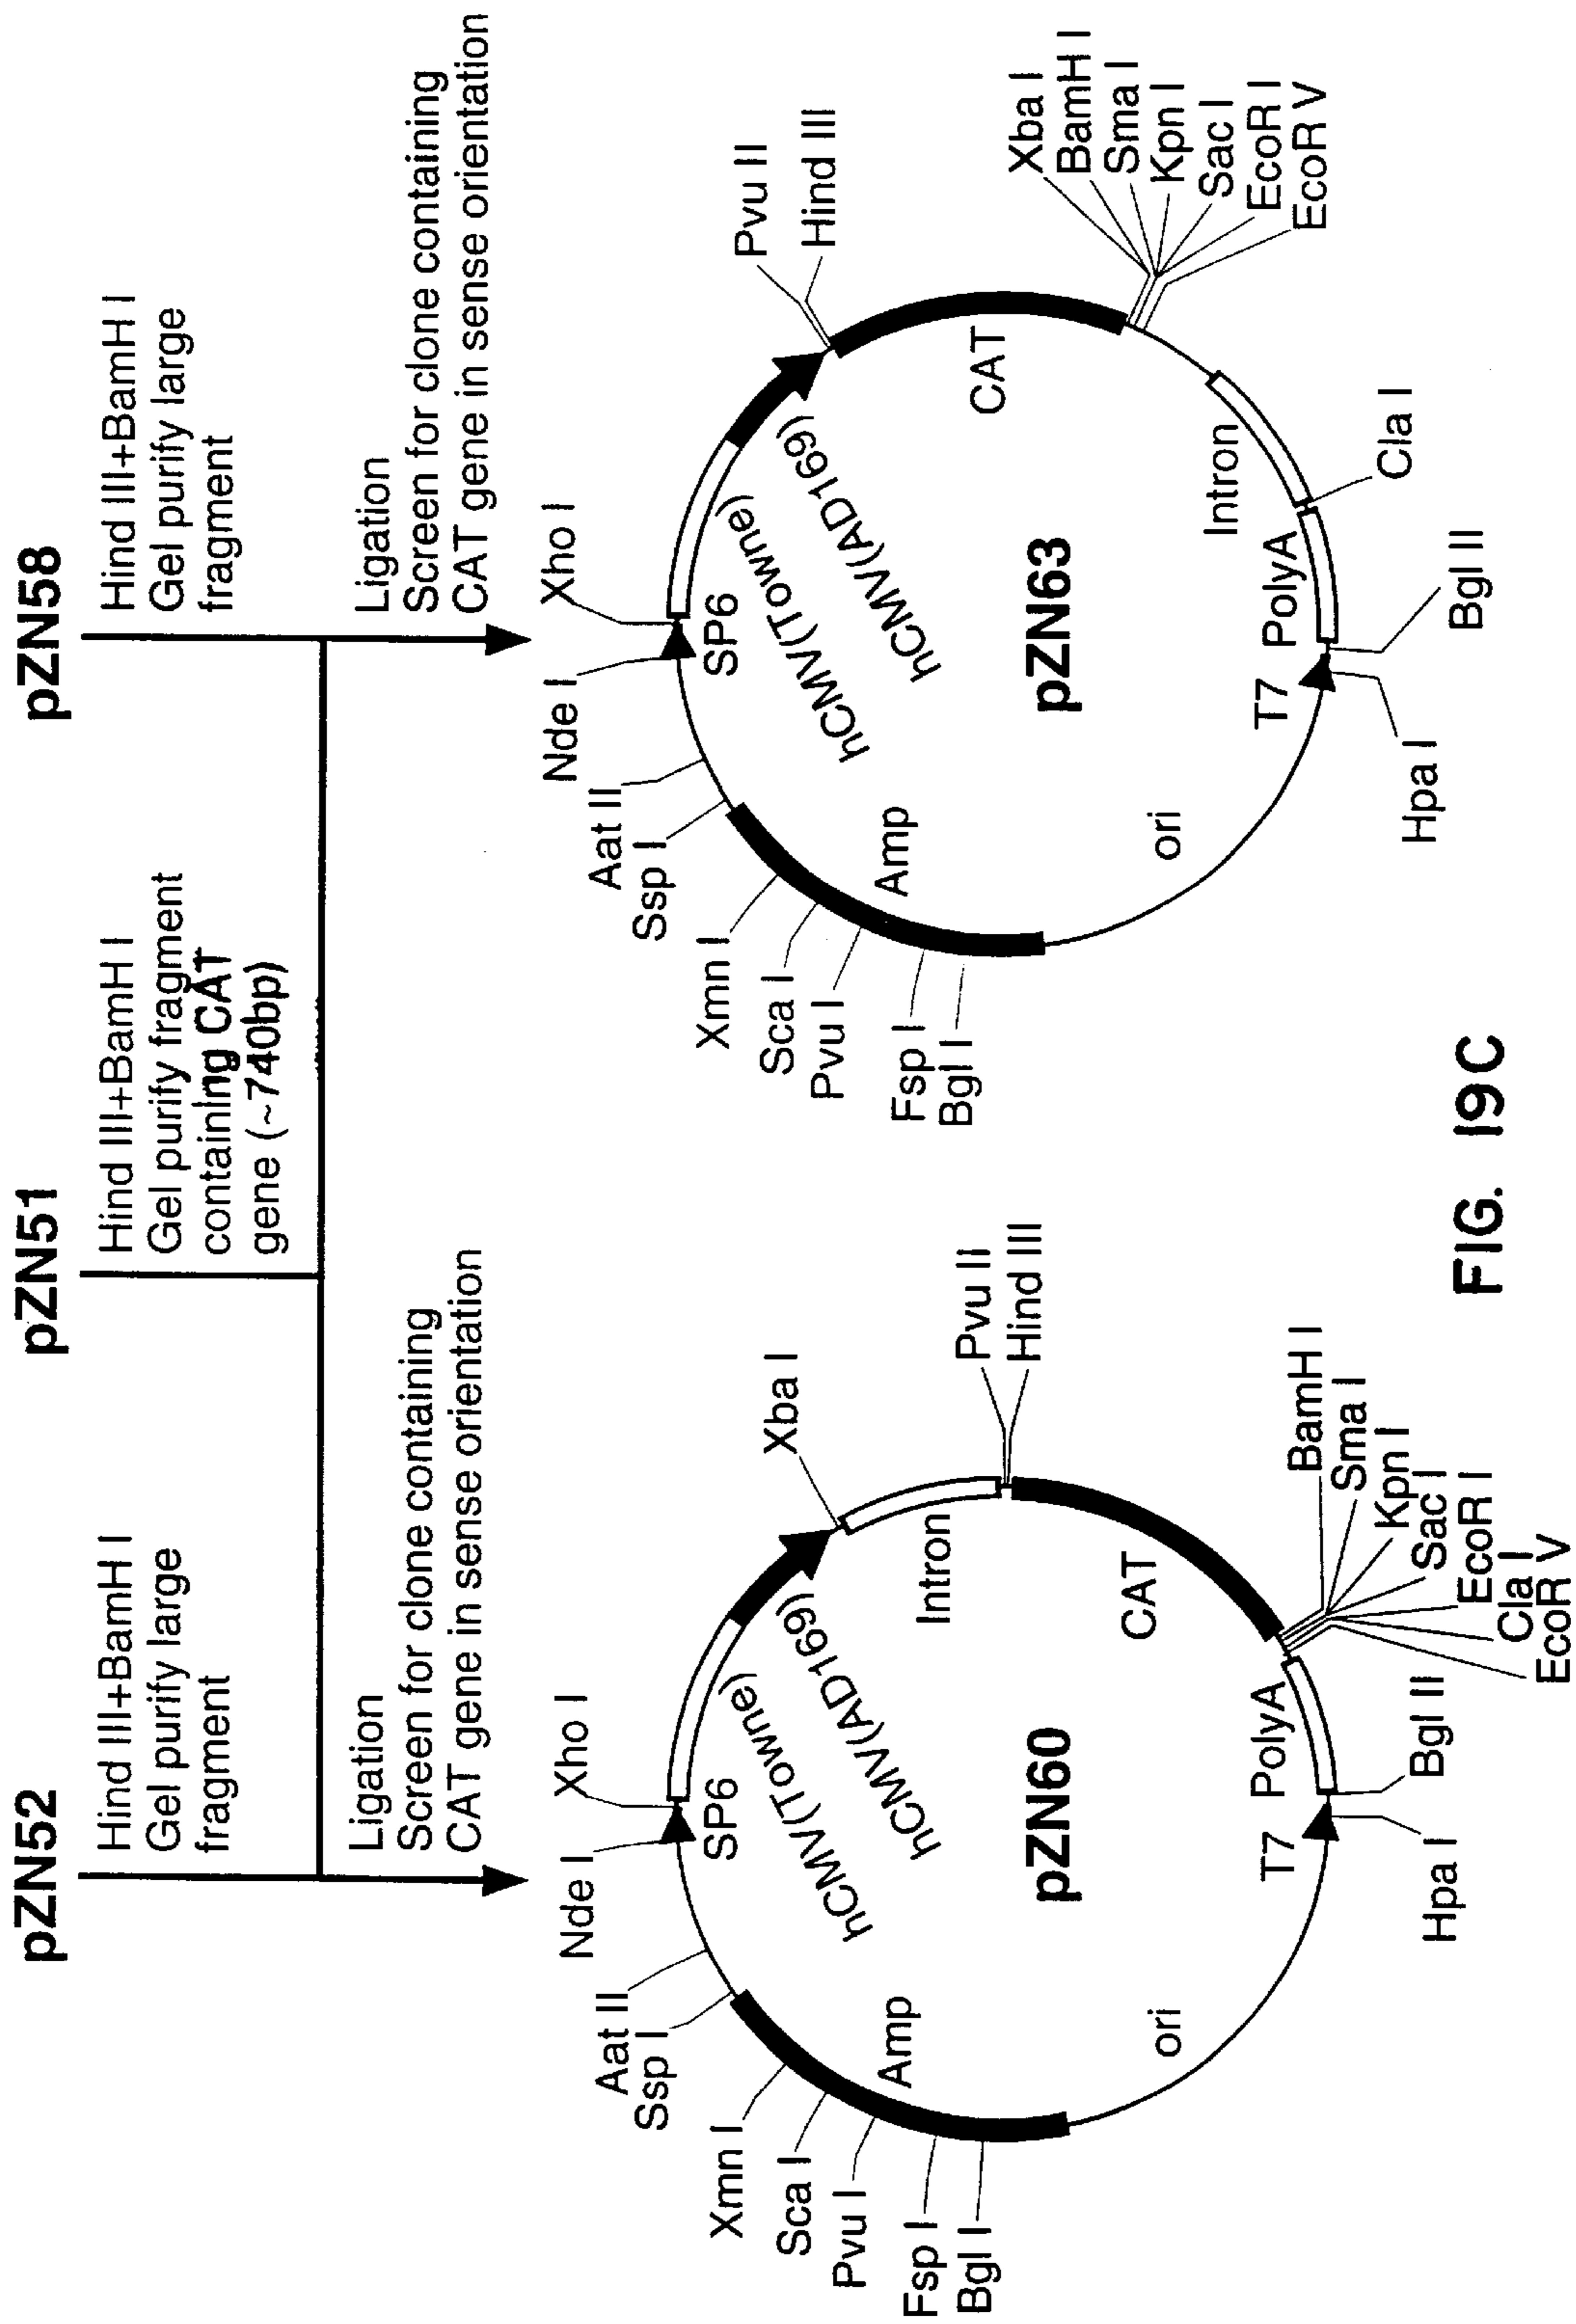 pZN52
Hind III+BamH I
Gel purify large
fragment
pZN51
Hind III+BamH I
Gel purify fragment
containing CAT
gene (~740bp)
pZN58
Hind III+BamH I
Gel purify large
fragment
Ligation
Screen for clone containing
CAT gene in sense orientation
Ligation
Screen for clone containing
CAT gene in sense orientation
Nde I
Xho I
Aat II
Ssp I
Xmn I
Sca I
Pvu I
Fsp I
Bgl I
SP6
hCMV(Towne)
hCMV(AD169)
Xba I
Intron
Pvu II
Hind III
Amp
pZN60
CAT
ori
T7
PolyA
BamH I
Sma I
Kpn I
Sac I
EcoR I
Cla I
EcoR V
Bgl II
Hpa I
Nde I
Xho I
Aat II
Ssp I
Xmn I
Sca I
Pvu I
Fsp I
Bgl I
SP6
hCMV(Towne)
hCMV(AD169)
Pvu II
Hind III
Amp
pZN63
CAT
Xba I
BamH I
Sma I
Kpn I
Sac I
EcoR I
EcoR V
ori
T7
PolyA
Intron
Cla I
Bgl II
Hpa I
FIG. 19C